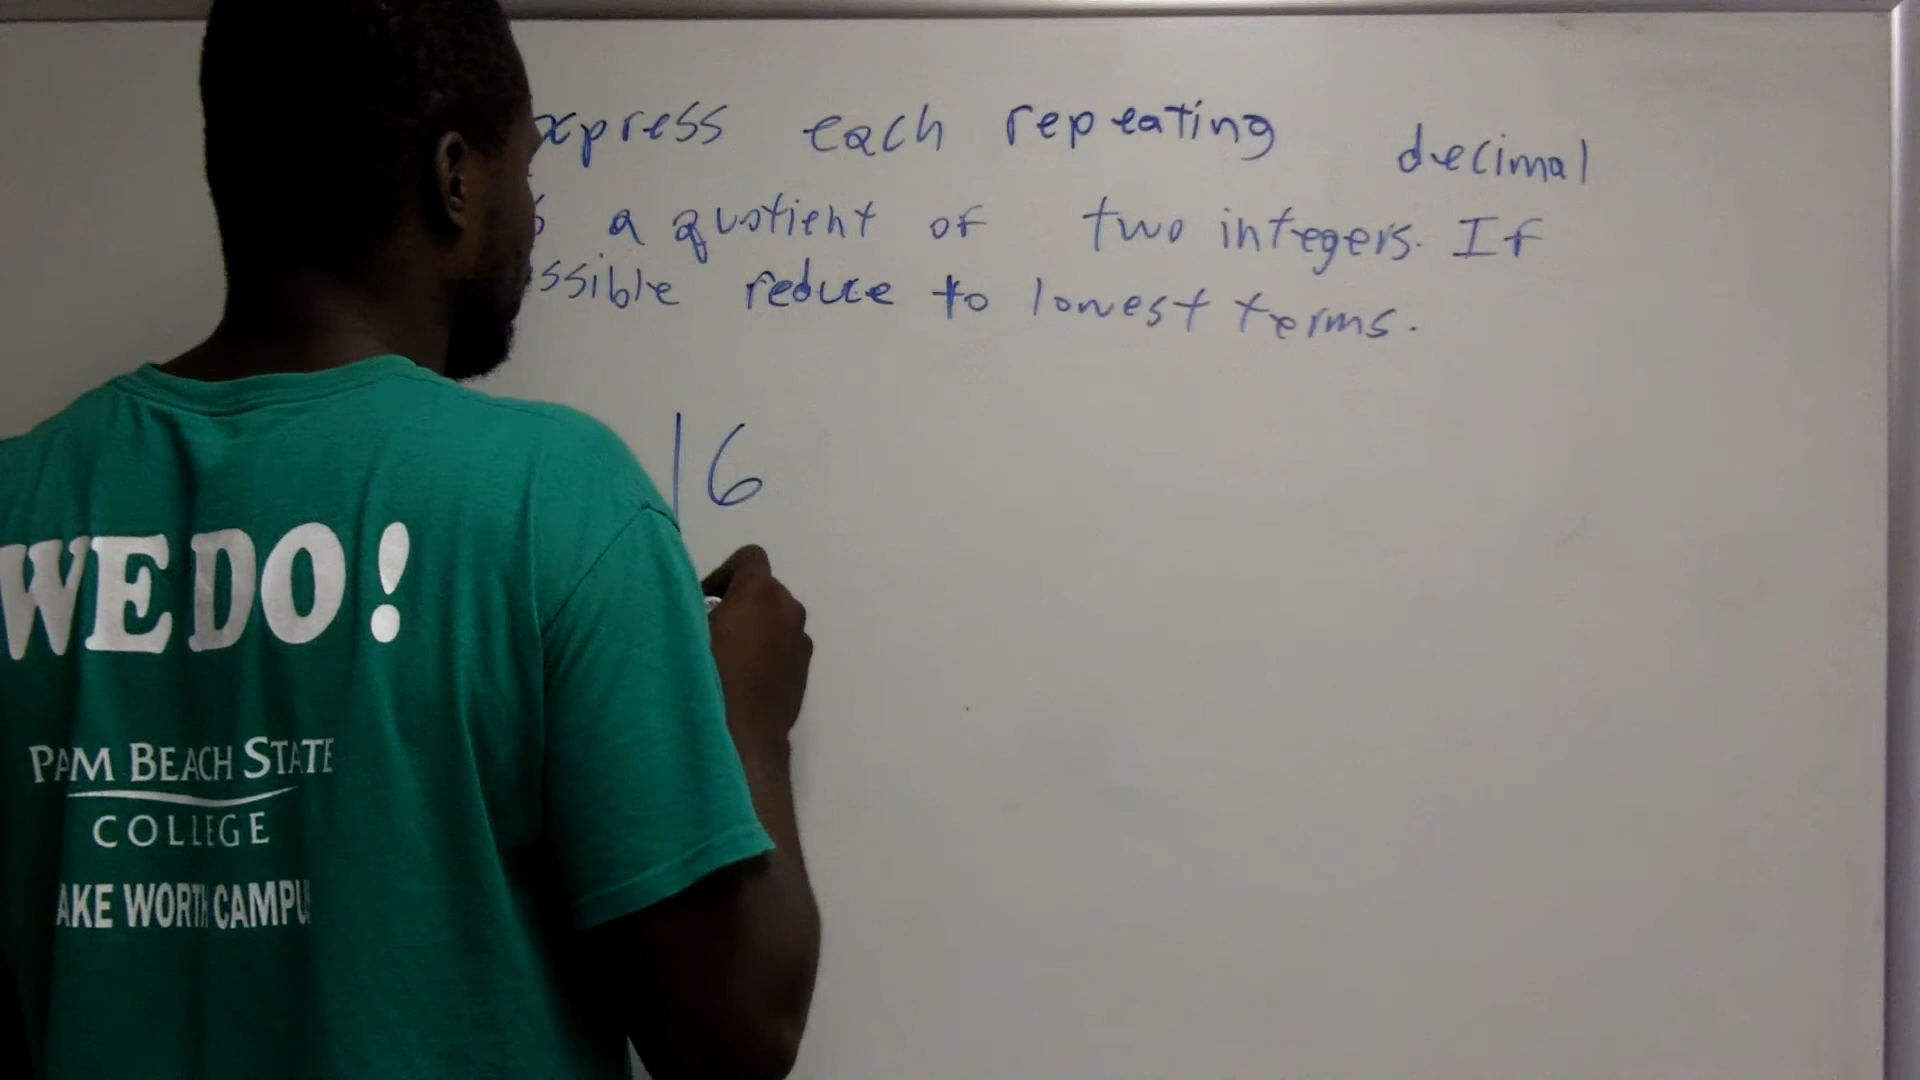 xpress each repeating decimal
a quotient of two integers. If
ssible reduce to lowest terms.
16
WE DO!
PAM BEACH STATE
COLLEGE
AKE WORTH CAMPU